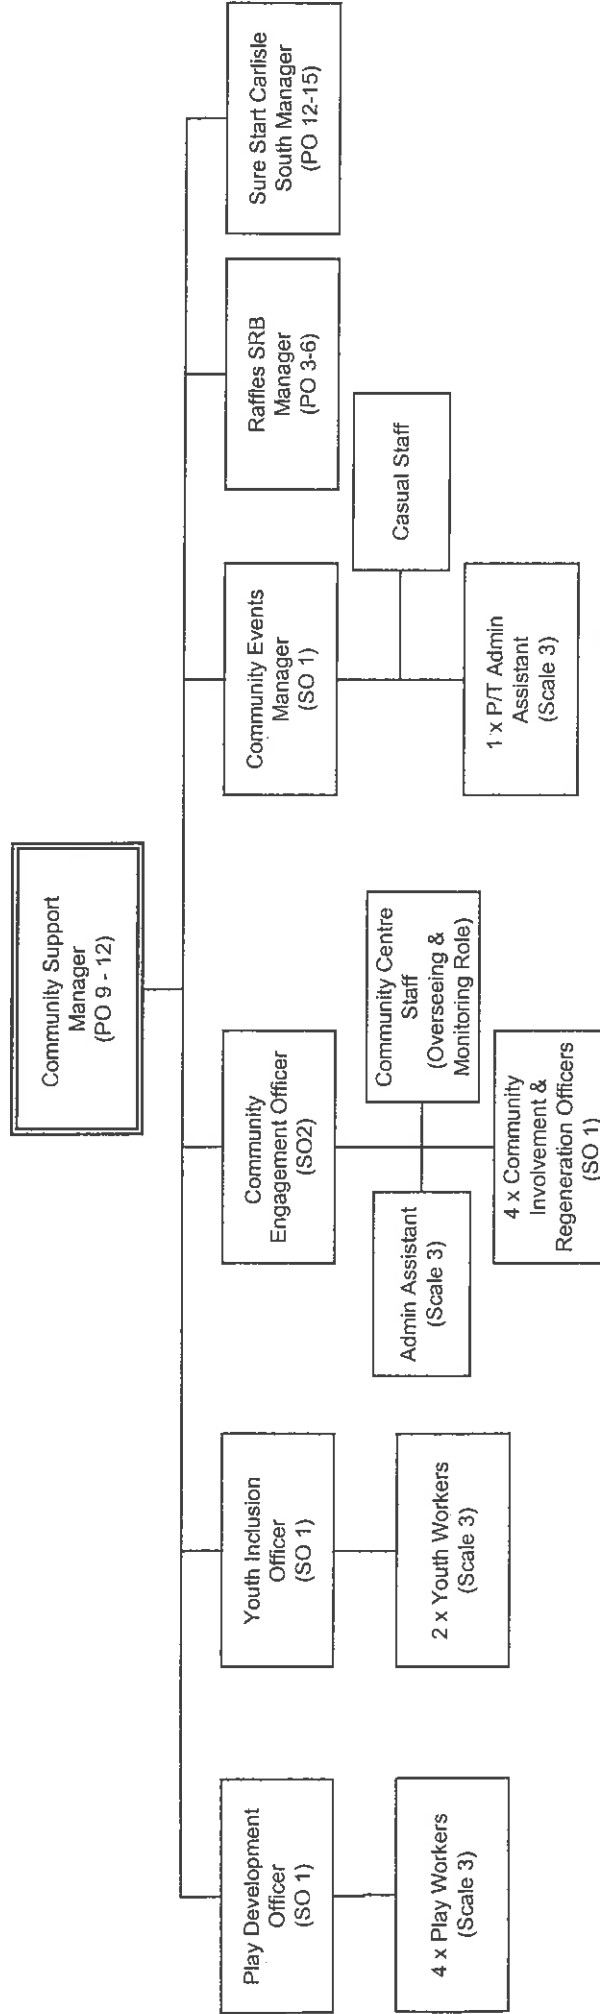 Community Support
Manager
(PO 9 - 12)
Play Development
Officer
(SO 1)
Youth Inclusion
Officer
(SO 1)
Community
Engagement Officer
(SO2)
Community Events
Manager
(SO 1)
Raffles SRB
Manager
(PO 3-6)
Sure Start Carlisle
South Manager
(PO 12-15)
4 x Play Workers
(Scale 3)
2 x Youth Workers
(Scale 3)
Admin Assistant
(Scale 3)
Community Centre
Staff
(Overseeing &
Monitoring Role)
4 x Community
Involvement &
Regeneration Officers
(SO 1)
Casual Staff
1 x P/T Admin
Assistant
(Scale 3)